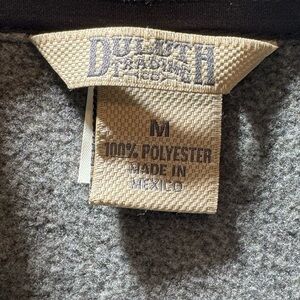 DULUTH
TRADING
CO
M
100% POLYESTER
MADE IN
MEXICO